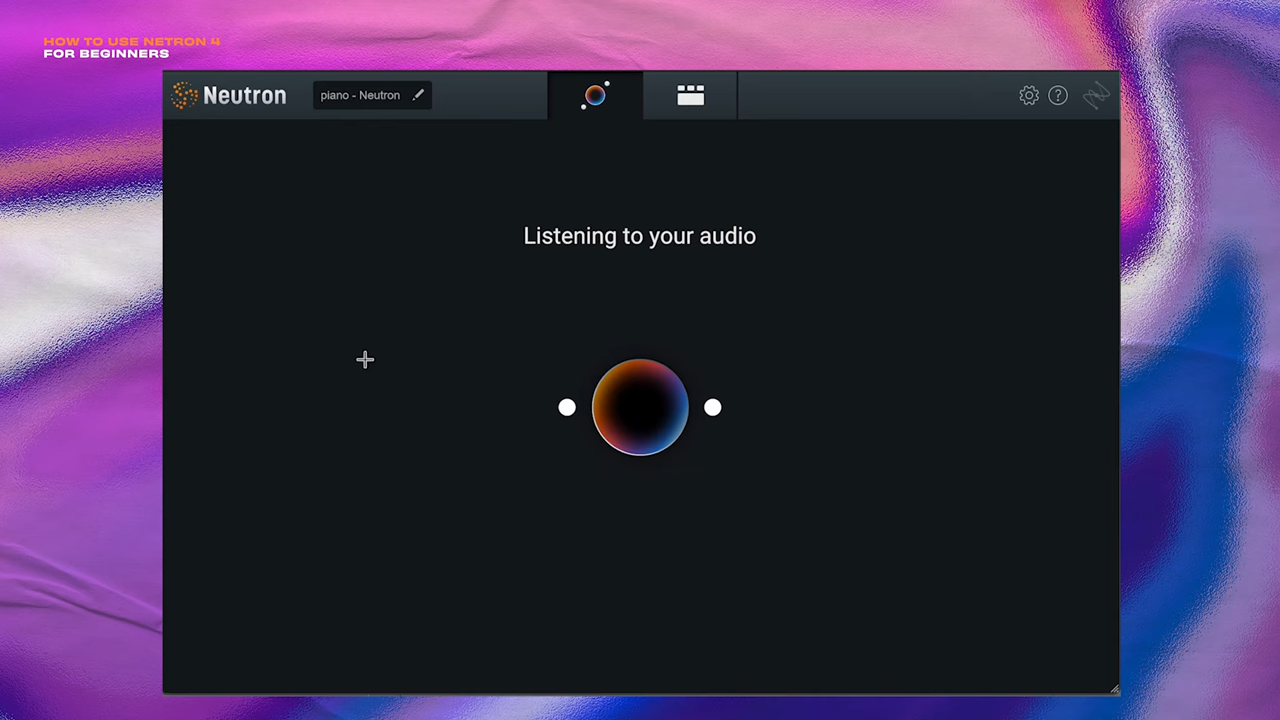 HOW TO USE NETRON 4
FOR BEGINNERS
Neutron
piano - Neutron
?
Listening to your audio